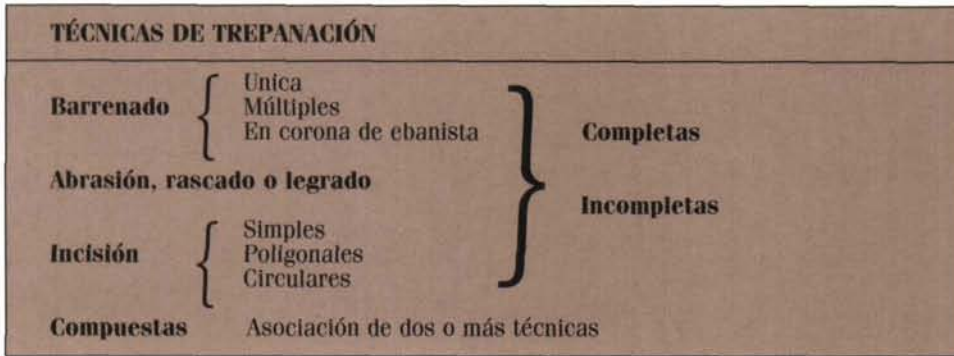 TÉCNICAS DE TREPANACIÓN
Unica
Barrenado Múltiples
En corona de ebanista Completas
Abrasión, rascado o legrado
Incompletas
Simples
Incisión Poligonales
Circulares
Compuestas Asociación de dos o más técnicas